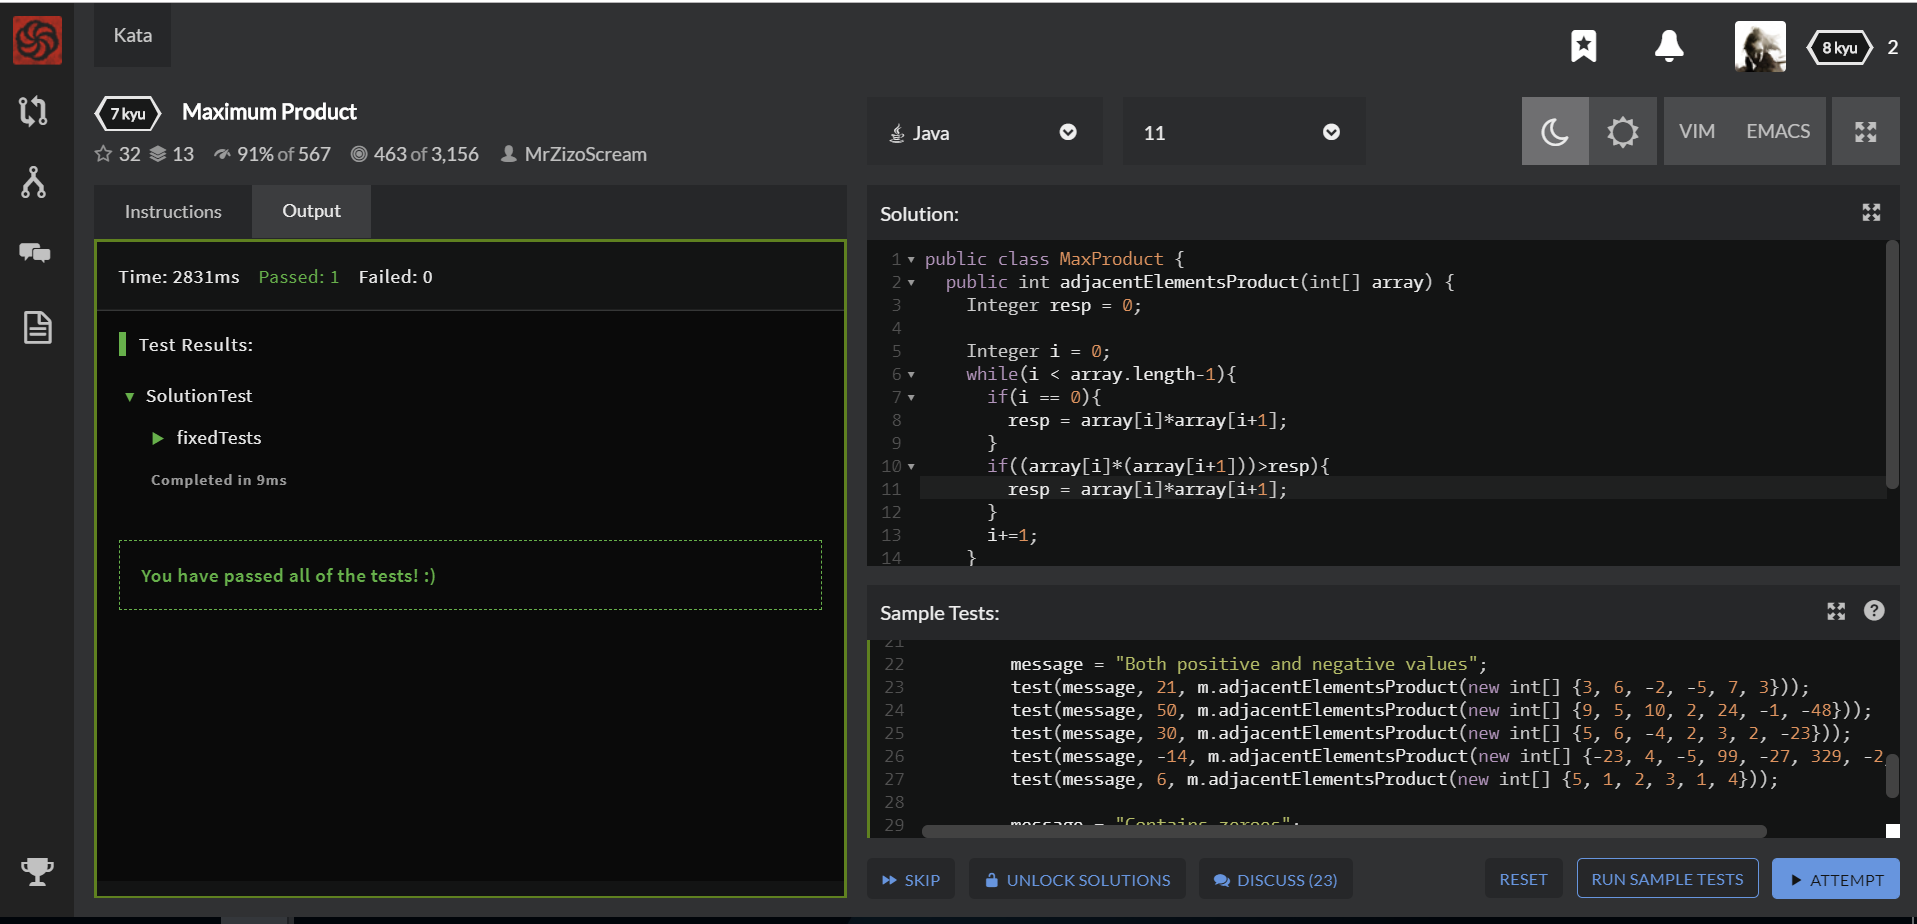 Kata
8 kyu 2
7 kyu Maximum Product
32 13 91% of 567 463 of 3,156 MrZizoScream
Java 11 VIM EMACS
Instructions Output
Time: 2831ms Passed: 1 Failed: 0
Test Results:
SolutionTest
fixedTests
Completed in 9ms
You have passed all of the tests! :)
Solution:
1 public class MaxProduct {
2 public int adjacentElementsProduct(int[] array) {
3 Integer resp = 0;
4
5 Integer i = 0;
6 while(i < array.length-1){
7 if(i == 0){
8 resp = array[i]*array[i+1];
9 }
10 if((array[i]*(array[i+1]))>resp){
11 resp = array[i]*array[i+1];
12 }
13 i+=1;
14 }
Sample Tests:
21
22 message = "Both positive and negative values";
23 test(message, 21, m.adjacentElementsProduct(new int[] {3, 6, -2, -5, 7, 3}));
24 test(message, 50, m.adjacentElementsProduct(new int[] {9, 5, 10, 2, 24, -1, -48}));
25 test(message, 30, m.adjacentElementsProduct(new int[] {5, 6, -4, 2, 3, 2, -23}));
26 test(message, -14, m.adjacentElementsProduct(new int[] {-23, 4, -5, 99, -27, 329, -2
27 test(message, 6, m.adjacentElementsProduct(new int[] {5, 1, 2, 3, 1, 4}));
28
29 message = "Contains zeroes";
SKIP UNLOCK SOLUTIONS DISCUSS (23) RESET RUN SAMPLE TESTS ATTEMPT